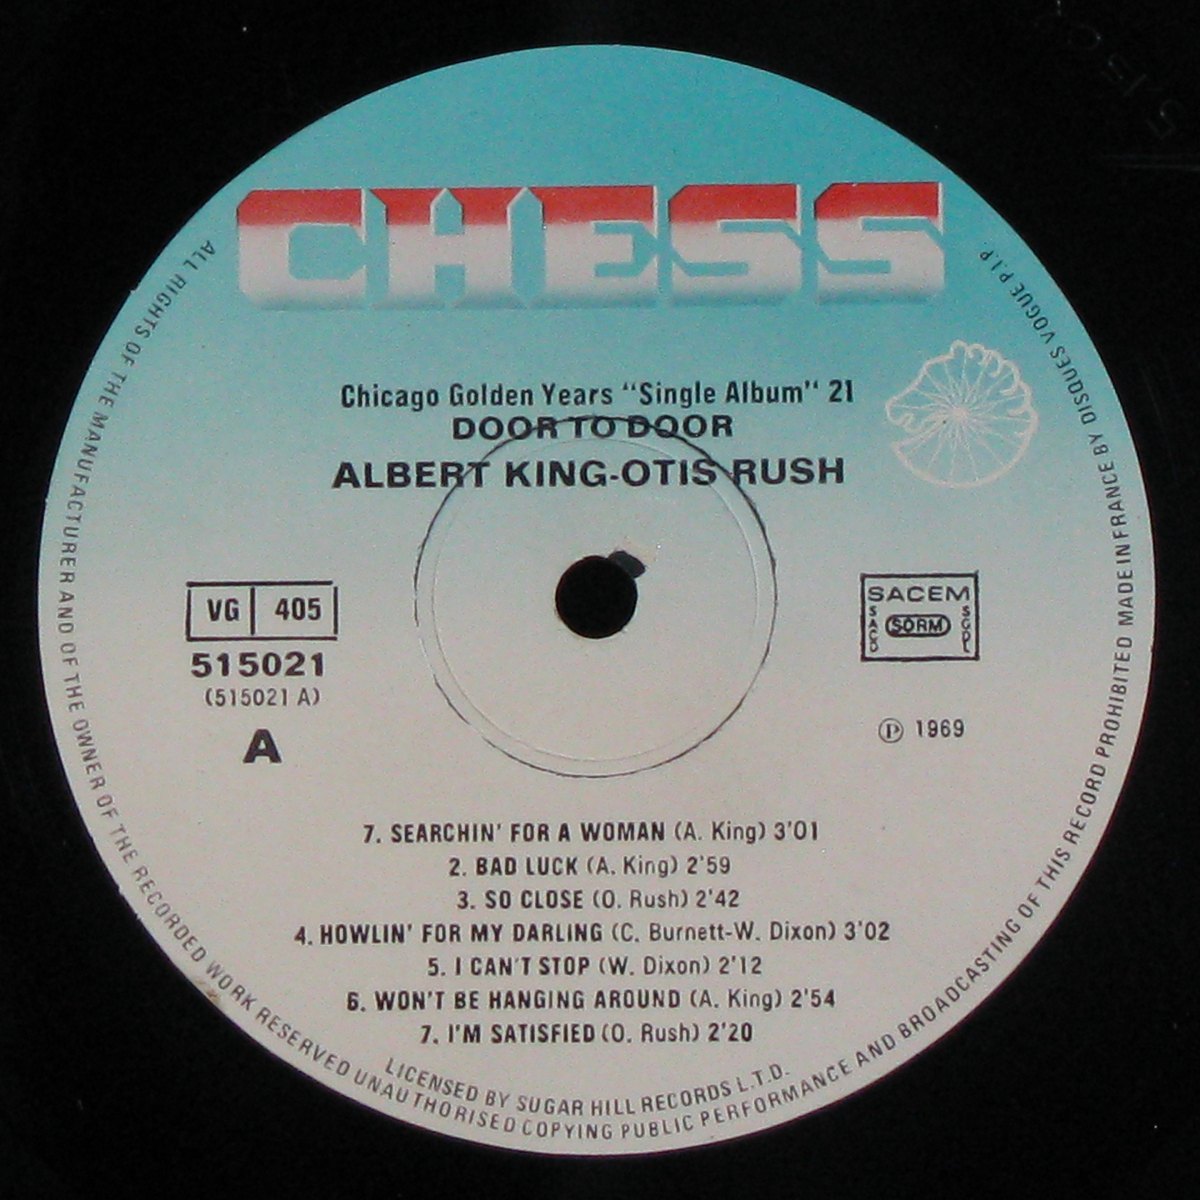 CHESS
Chicago Golden Years "Single Album" 21
DOOR TO DOOR
ALBERT KING-OTIS RUSH
VG 405
515021
(515021 A)
A
SACEM
SACD SORM SCDL
Ⓟ 1969
7. SEARCHIN' FOR A WOMAN (A. King) 3'01
2. BAD LUCK (A. King) 2'59
3. SO CLOSE (O. Rush) 2'42
4. HOWLIN' FOR MY DARLING (C. Burnett-W. Dixon) 3'02
5. I CAN'T STOP (W. Dixon) 2'12
6. WON'T BE HANGING AROUND (A. King) 2'54
7. I'M SATISFIED (O. Rush) 2'20
LICENSED BY SUGAR HILL RECORDS L.T.D.
ALL RIGHTS OF THE MANUFACTURER AND OF THE OWNER OF THE RECORDED WORK RESERVED UNAUTHORISED COPYING PUBLIC PERFORMANCE AND BROADCASTING OF THIS RECORD PROHIBITED MADE IN FRANCE BY DISQUES VOGUE P.I.P.